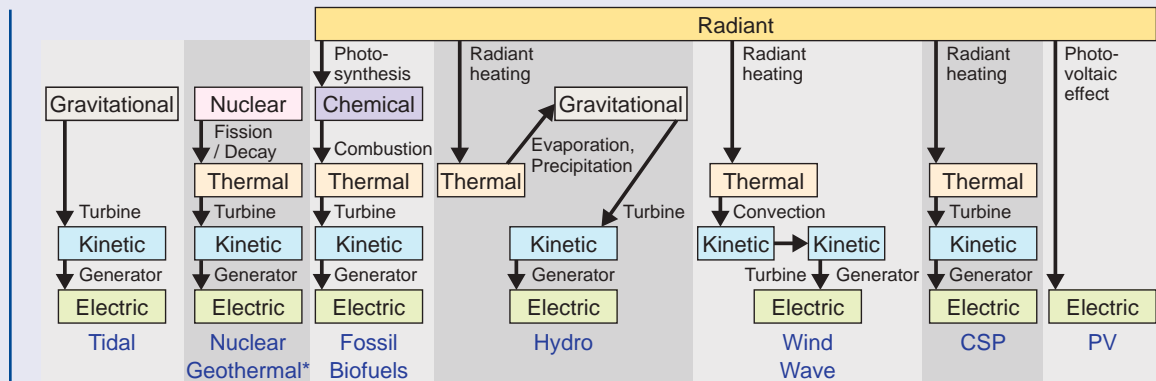 Radiant
Photo-
synthesis
Radiant
heating
Radiant
heating
Radiant
heating
Photo-
voltaic
effect
Gravitational
Nuclear
Chemical
Gravitational
Fission
/ Decay
Combustion
Evaporation,
Precipitation
Thermal
Thermal
Thermal
Thermal
Thermal
Turbine
Turbine
Turbine
Turbine
Convection
Turbine
Kinetic
Kinetic
Kinetic
Kinetic
Kinetic
Kinetic
Kinetic
Generator
Generator
Generator
Generator
Turbine
Generator
Generator
Electric
Electric
Electric
Electric
Electric
Electric
Electric
Tidal
Nuclear
Geothermal*
Fossil
Biofuels
Hydro
Wind
Wave
CSP
PV